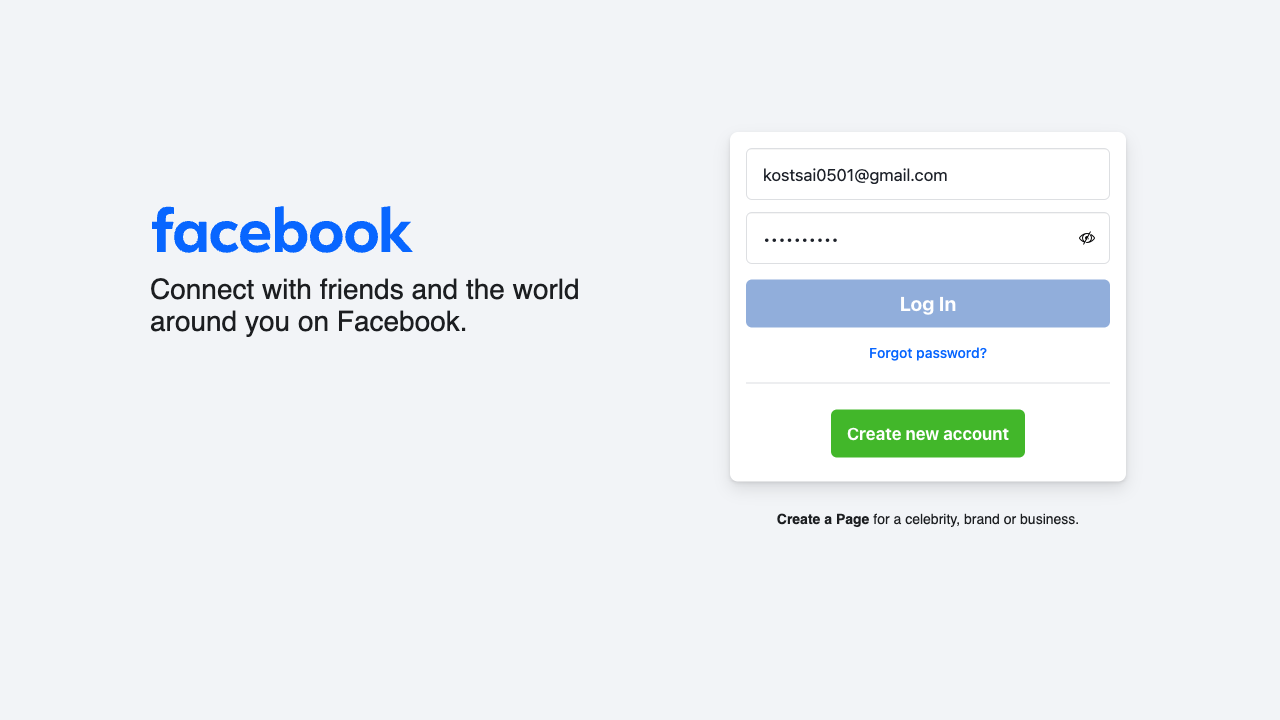 facebook
Connect with friends and the world
around you on Facebook.
kostsai0501@gmail.com
••••••••••
Log In
Forgot password?
Create new account
Create a Page for a celebrity, brand or business.